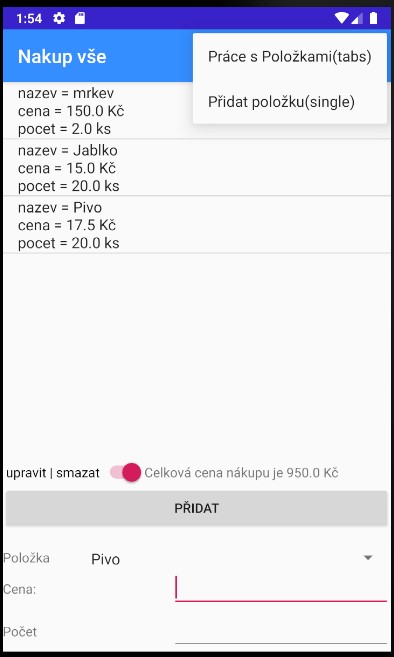 1:54
Nakup vše
Práce s Položkami(tabs)
Přidat položku(single)
nazev = mrkev
cena = 150.0 Kč
pocet = 2.0 ks
nazev = Jablko
cena = 15.0 Kč
pocet = 20.0 ks
nazev = Pivo
cena = 17.5 Kč
pocet = 20.0 ks
upravit | smazat Celková cena nákupu je 950.0 Kč
PŘIDAT
Položka Pivo
Cena:
Počet